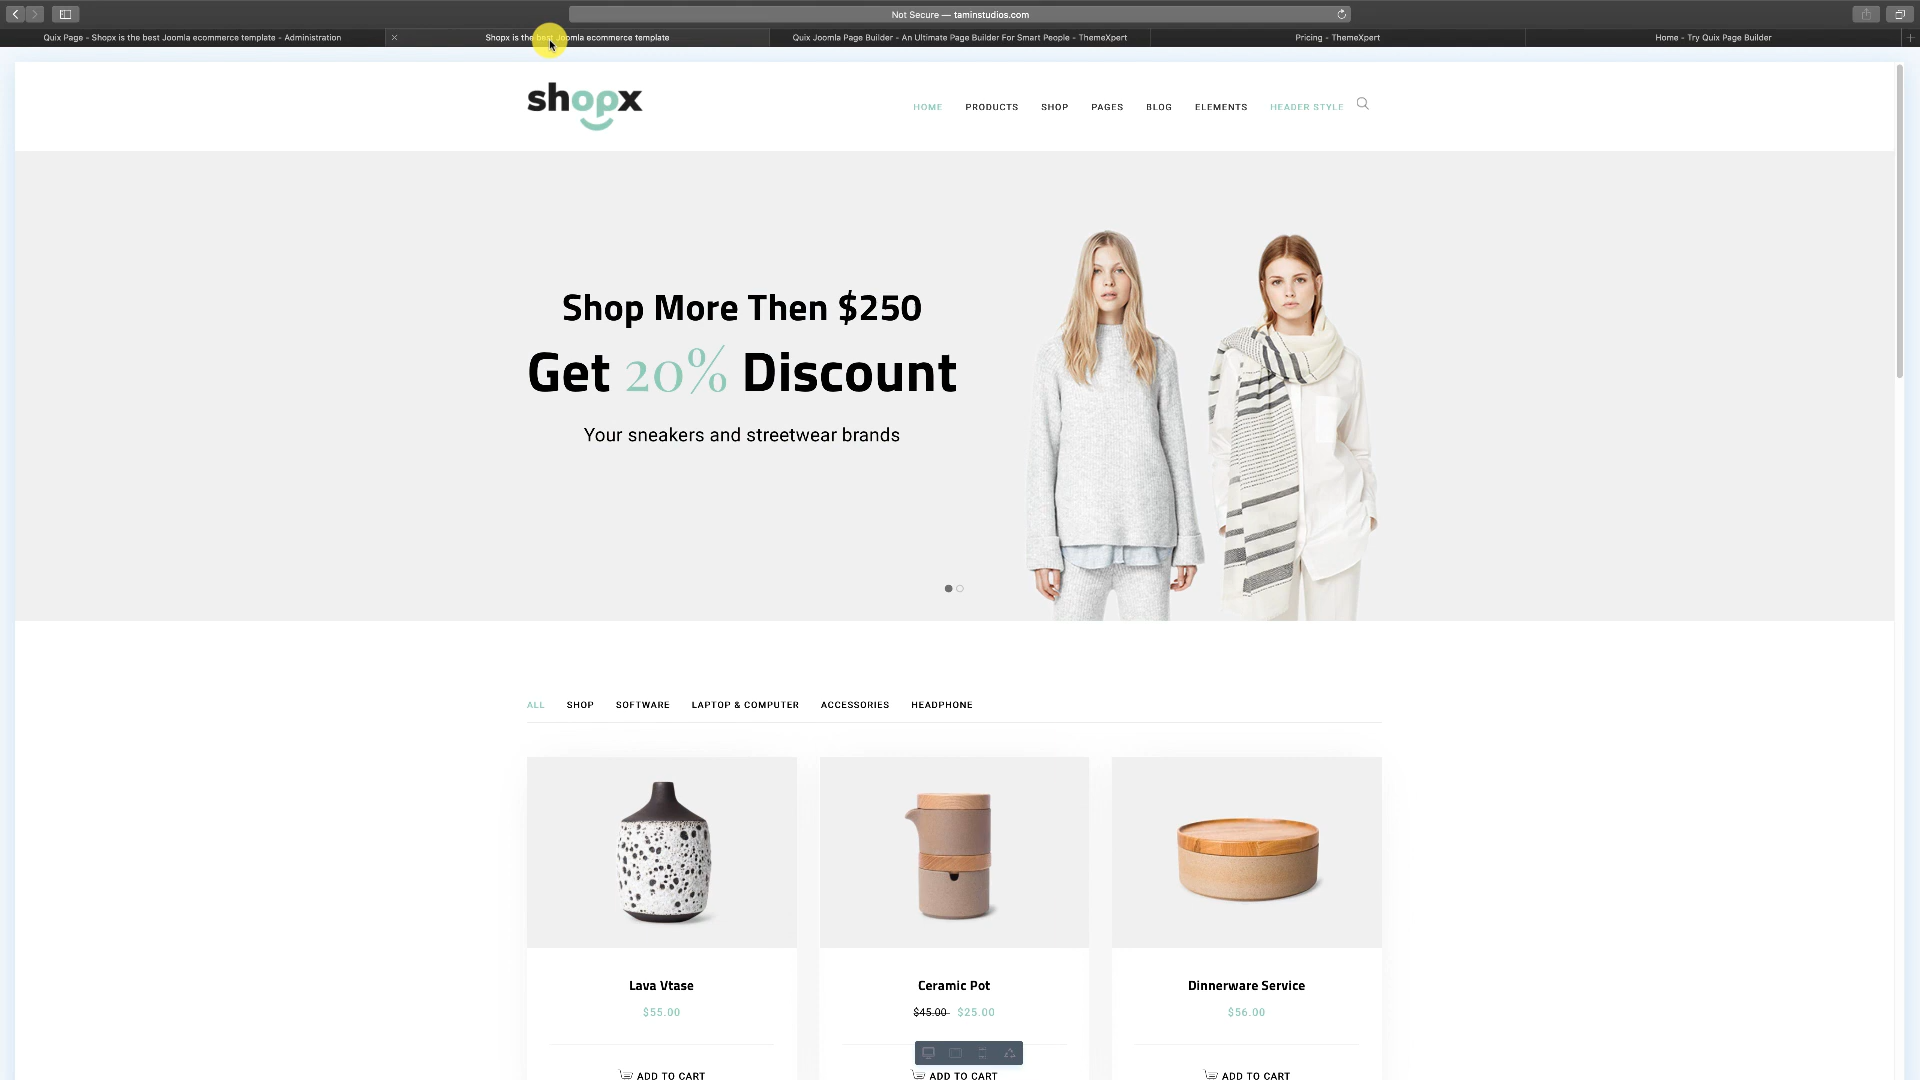 Not Secure — taminstudios.com
Quix Page - Shopx is the best Joomla ecommerce template - Administration
Shopx is the best Joomla ecommerce template
Quix Joomla Page Builder - An Ultimate Page Builder For Smart People - ThemeXpert
Pricing - ThemeXpert
Home - Try Quix Page Builder
shopx
HOME PRODUCTS SHOP PAGES BLOG ELEMENTS HEADER STYLE
Shop More Then $250
Get 20% Discount
Your sneakers and streetwear brands
ALL SHOP SOFTWARE LAPTOP & COMPUTER ACCESSORIES HEADPHONE
Lava Vtase
$55.00
ADD TO CART
Ceramic Pot
$45.00 $25.00
ADD TO CART
Dinnerware Service
$56.00
ADD TO CART